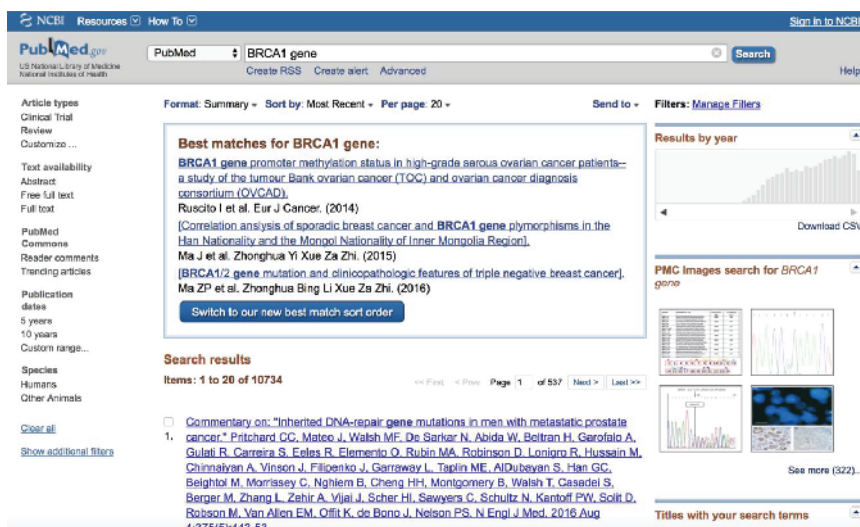 NCBI Resources How To Sign in to NCBI
PubMed.gov
US National Library of Medicine
National Institutes of Health
PubMed BRCA1 gene Search
Create RSS Create alert Advanced Help
Article types
Clinical Trial
Review
Customize ...
Text availability
Abstract
Free full text
Full text
PubMed
Commons
Reader comments
Trending articles
Publication
dates
5 years
10 years
Custom range...
Species
Humans
Other Animals
Clear all
Show additional filters
Format: Summary Sort by: Most Recent Per page: 20 Send to
Best matches for BRCA1 gene:
BRCA1 gene promoter methylation status in high-grade serous ovarian cancer patients--
a study of the tumour Bank ovarian cancer (TOC) and ovarian cancer diagnosis
consortium (OVCAD).
Ruscito I et al. Eur J Cancer. (2014)
[Correlation analysis of sporadic breast cancer and BRCA1 gene plymorphisms in the
Han Nationality and the Mongol Nationality of Inner Mongolia Region].
Ma J et al. Zhonghua Yi Xue Za Zhi. (2015)
[BRCA1/2 gene mutation and clinicopathologic features of triple negative breast cancer].
Ma ZP et al. Zhonghua Bing Li Xue Za Zhi. (2016)
Switch to our new best match sort order
Search results
Items: 1 to 20 of 10734 << First < Prev Page 1 of 537 Next > Last >>
Commentary on: "Inherited DNA-repair gene mutations in men with metastatic prostate
1. cancer." Pritchard CC, Mateo J, Walsh MF, De Sarkar N, Abida W, Beltran H, Garofalo A,
Gulati R, Carreira S, Eeles R, Elemento O, Rubin MA, Robinson D, Lonigro R, Hussain M,
Chinnaiyan A, Vinson J, Filipenko J, Garraway L, Taplin ME, AlDubayan S, Han GC,
Beightol M, Morrissey C, Nghiem B, Cheng HH, Montgomery B, Walsh T, Casadei S,
Berger M, Zhang L, Zehir A, Vijai J, Scher HI, Sawyers C, Schultz N, Kantoff PW, Solit D,
Robson M, Van Allen EM, Offit K, de Bono J, Nelson PS. N Engl J Med. 2016 Aug
4;375(5):443-53
Filters: Manage Filters
Results by year
Download CSV
PMC Images search for BRCA1
gene
See more (322)...
Titles with your search terms